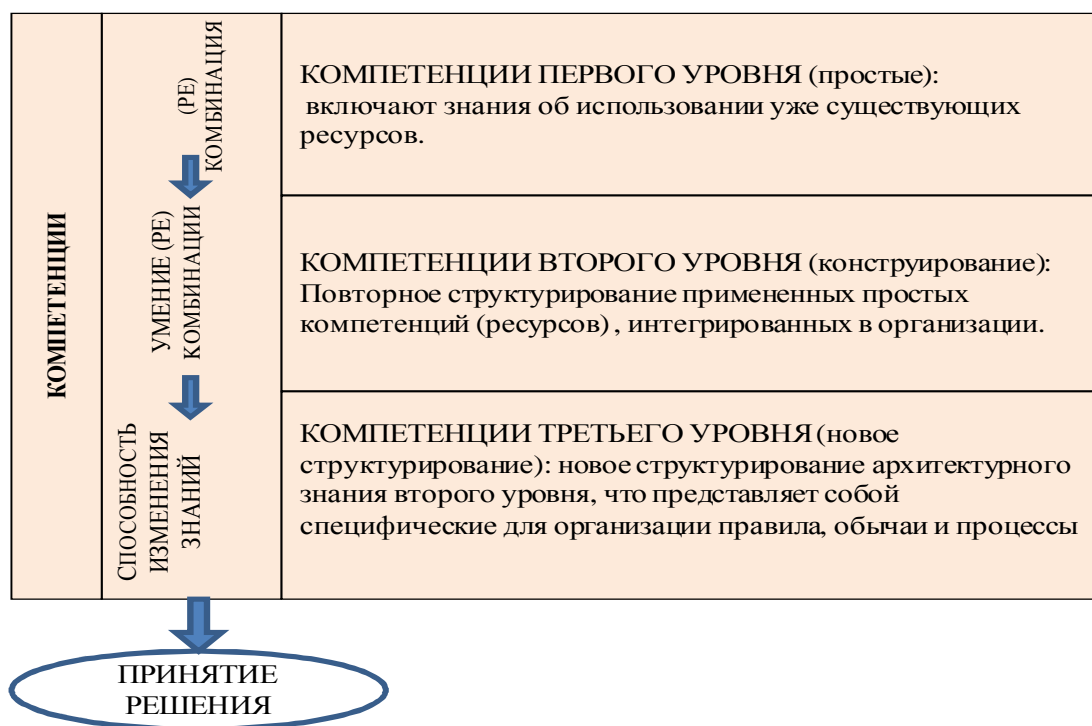 КОМПЕТЕНЦИИ
(РЕ)
КОМБИНАЦИЯ
КОМПЕТЕНЦИИ ПЕРВОГО УРОВНЯ (простые):
включают знания об использовании уже существующих
ресурсов.
УМЕНИЕ (РЕ)
КОМБИНАЦИИ
КОМПЕТЕНЦИИ ВТОРОГО УРОВНЯ (конструирование):
Повторное структурирование примененных простых
компетенций (ресурсов) , интегрированных в организации.
СПОСОБНОСТЬ
ИЗМЕНЕНИЯ
ЗНАНИЙ
КОМПЕТЕНЦИИ ТРЕТЬЕГО УРОВНЯ (новое
структурирование): новое структурирование архитектурного
знания второго уровня, что представляет собой
специфические для организации правила, обычаи и процессы
ПРИНЯТИЕ
РЕШЕНИЯ